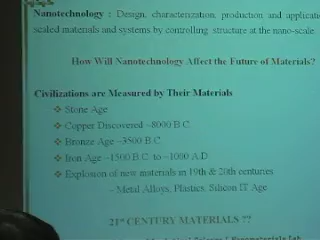 Nanotechnology : Design, characterization, production and applicatio
scaled materials and systems by controlling structure at the nano-scale.
How Will Nanotechnology Affect the Future of Materials?
Civilizations are Measured by Their Materials
❖ Stone Age
❖ Copper Discovered ~8000 B.C.
❖ Bronze Age ~3500 B.C
❖ Iron Age ~1500 B.C. to ~1000 A.D
❖ Explosion of new materials in 19th & 20th centuries
- Metal Alloys, Plastics, Silicon IT Age
21st CENTURY MATERIALS ??